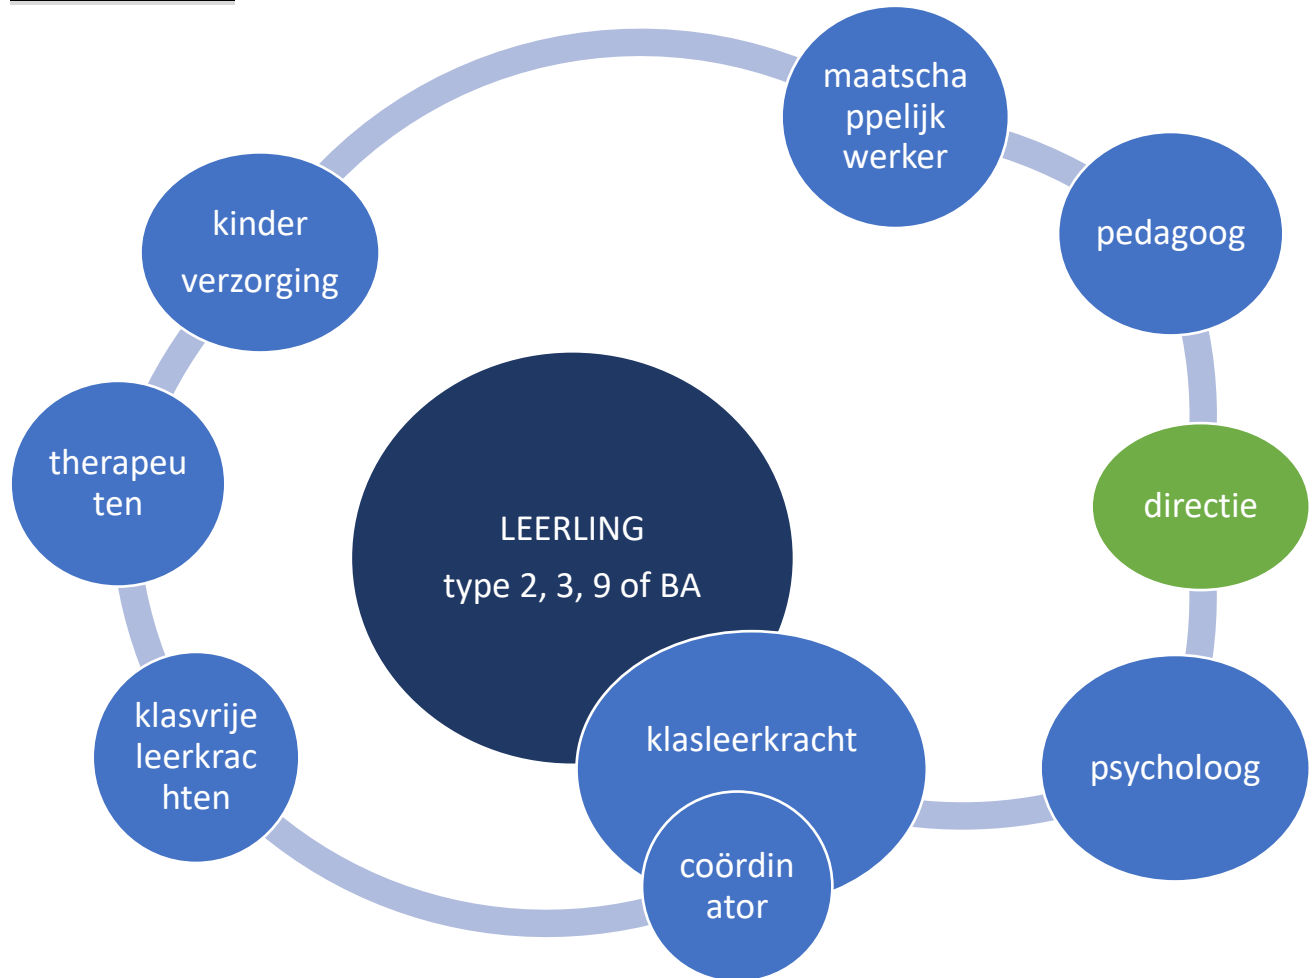 maatscha
ppelijk
werker
pedagoog
kinder
verzorging
directie
therapeu
ten
LEERLING
type 2, 3, 9 of BA
klasvrije
leerkrac
hten
klasleerkracht
psycholoog
coördin
ator